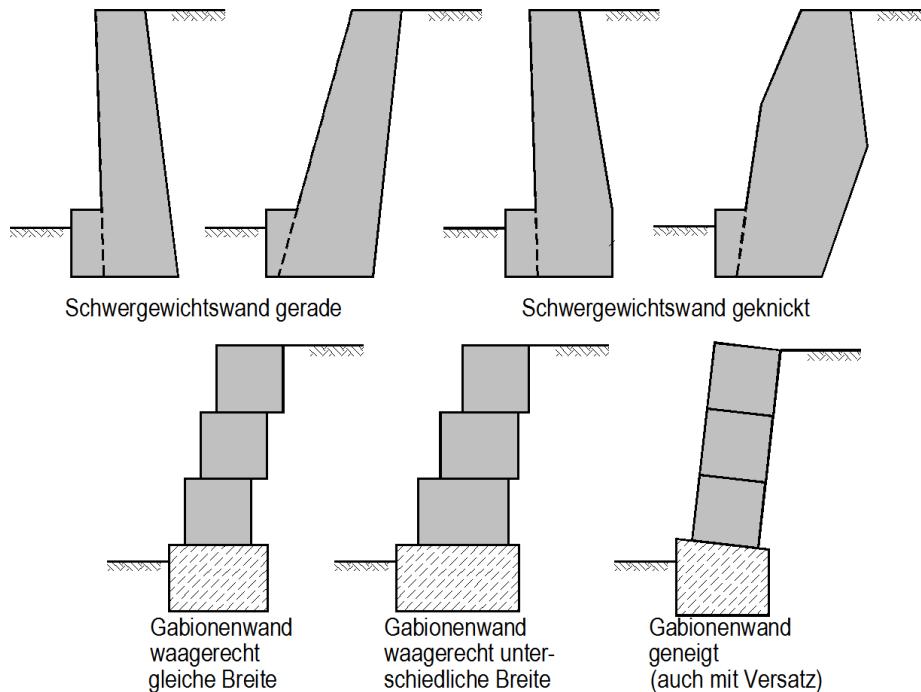 Schwergewichtswand gerade
Schwergewichtswand geknickt
Gabionenwand
waagerecht
gleiche Breite
Gabionenwand
waagerecht unter-
schiedliche Breite
Gabionenwand
geneigt
(auch mit Versatz)